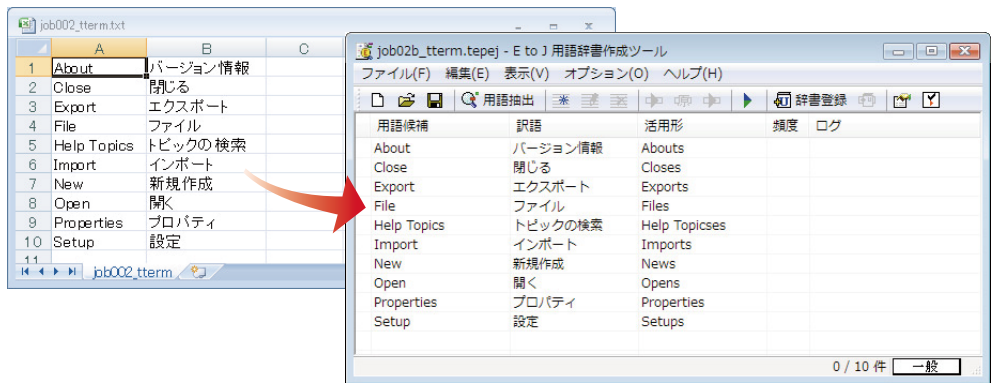 job002_tterm.txt
A B C
1 About バージョン情報
2 Close 閉じる
3 Export エクスポート
4 File ファイル
5 Help Topics トピックの検索
6 Import インポート
7 New 新規作成
8 Open 開く
9 Properties プロパティ
10 Setup 設定
11
job002_tterm
job02b_tterm.tepej - E to J 用語辞書作成ツール
ファイル(F) 編集(E) 表示(V) オプション(O) ヘルプ(H)
用語抽出 辞書登録
用語候補 訳語 活用形 頻度 ログ
About バージョン情報 Abouts
Close 閉じる Closes
Export エクスポート Exports
File ファイル Files
Help Topics トピックの検索 Help Topicses
Import インポート Imports
New 新規作成 News
Open 開く Opens
Properties プロパティ Properties
Setup 設定 Setups
0 / 10 件 一般